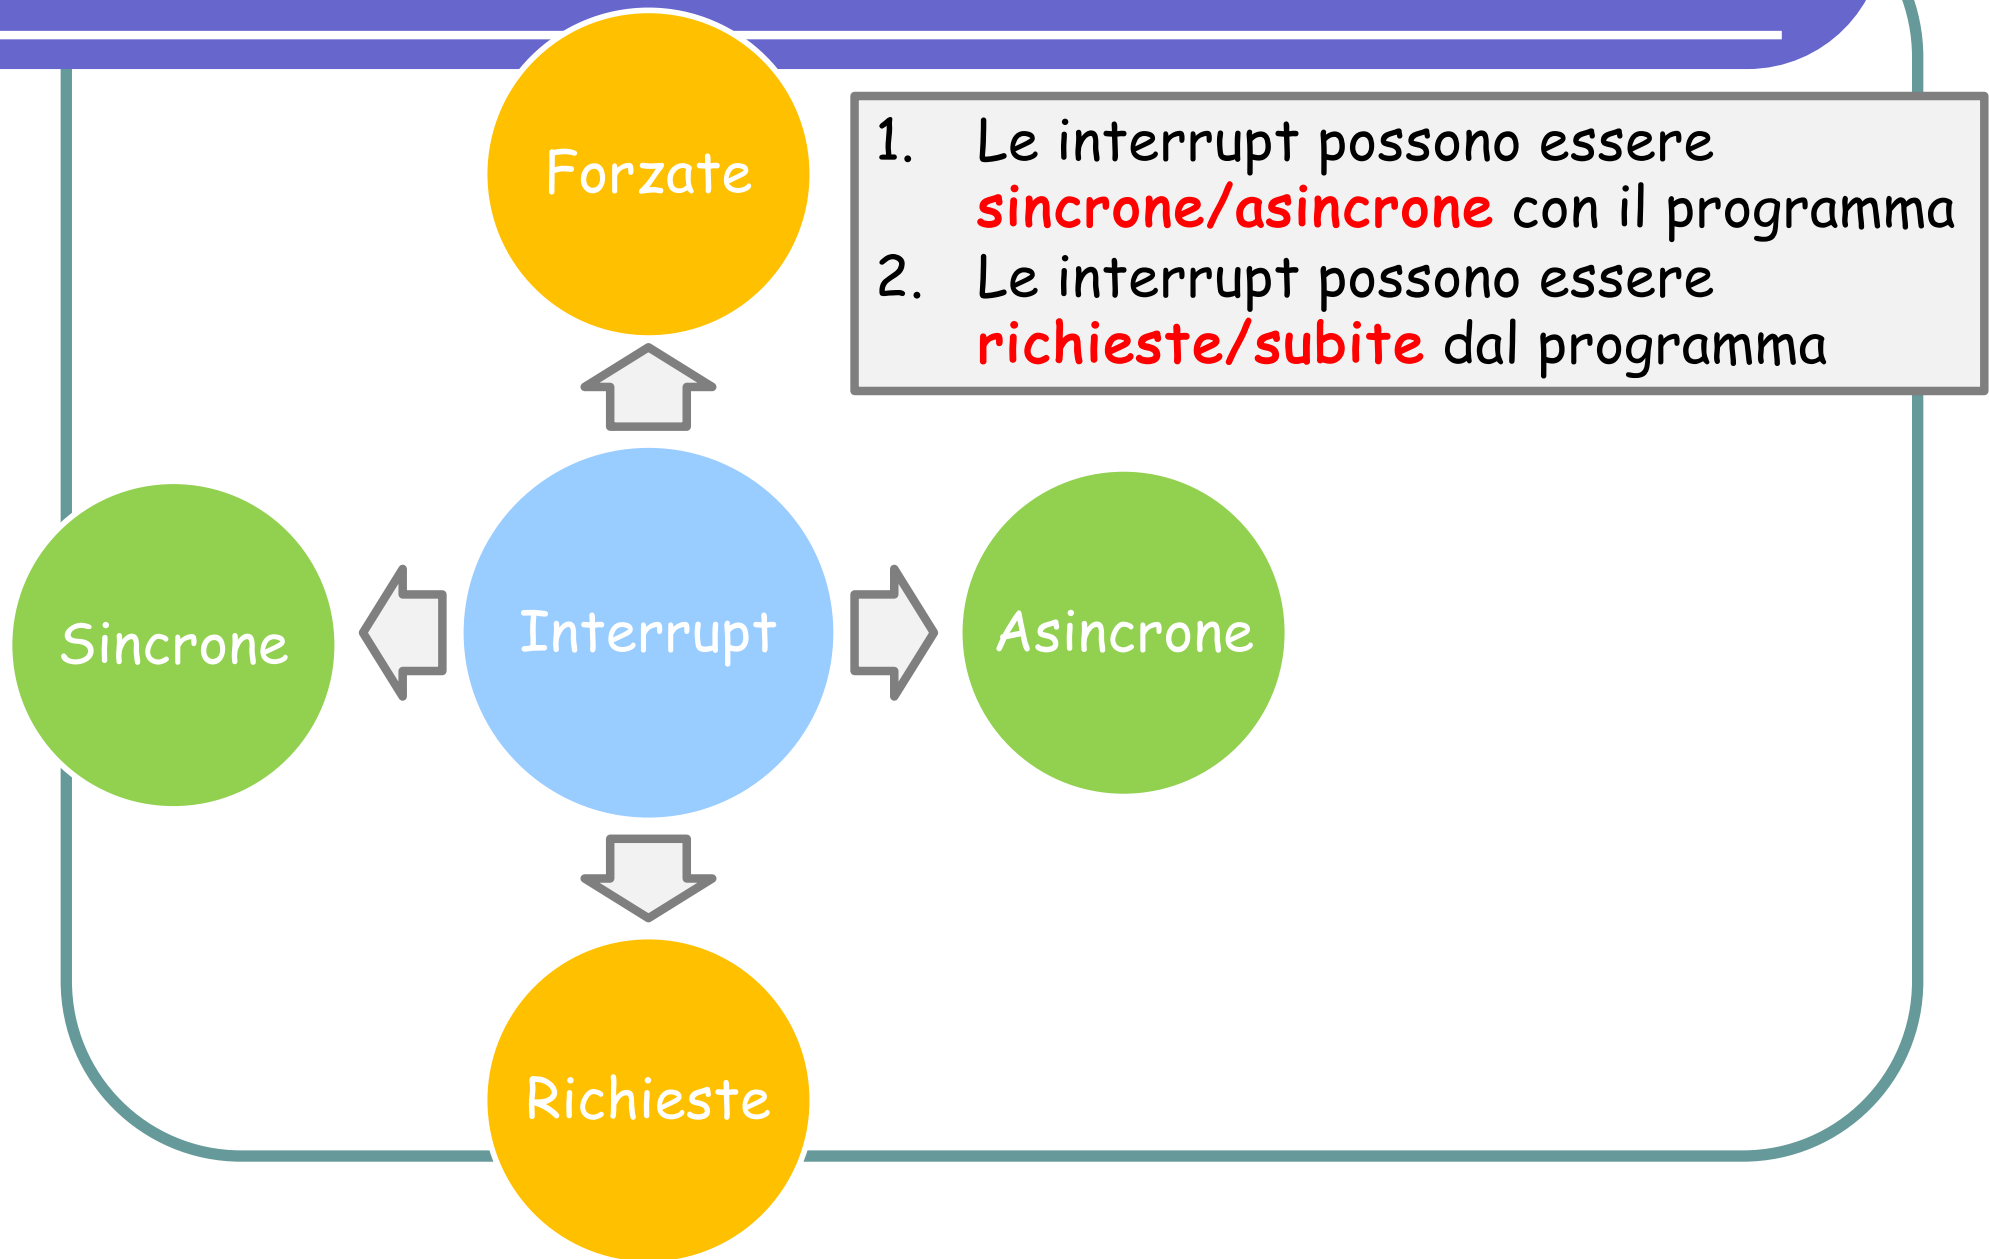 Forzate
1. Le interrupt possono essere
sincrone/asincrone con il programma
2. Le interrupt possono essere
richieste/subite dal programma
Sincrone
Interrupt
Asincrone
Richieste